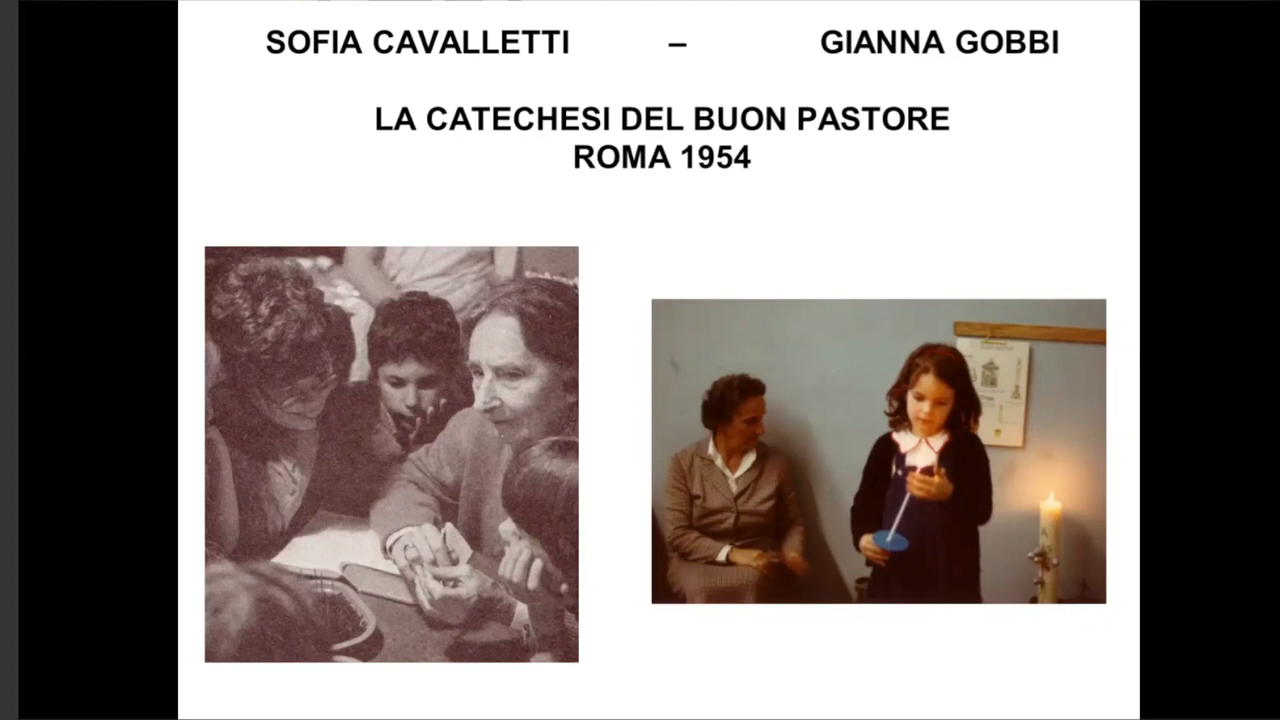 SOFIA CAVALLETTI – GIANNA GOBBI
LA CATECHESI DEL BUON PASTORE
ROMA 1954